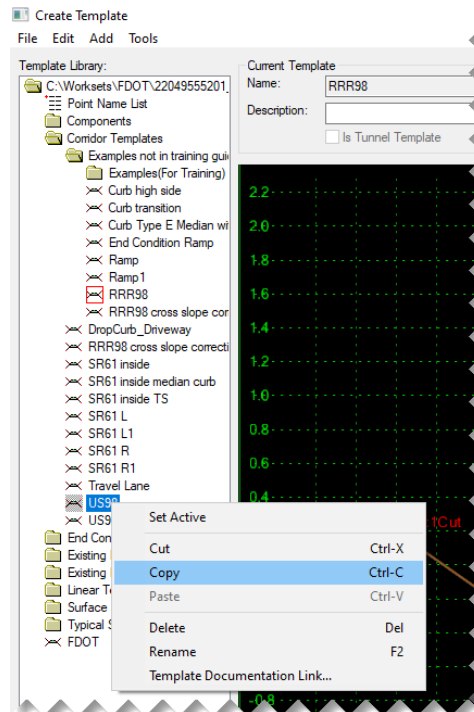 Create Template
File Edit Add Tools
Template Library:
C:\Worksets\FDOT\22049555201_
Point Name List
Components
Corridor Templates
Examples not in training gui
Examples(For Training)
Curb high side
Curb transition
Curb Type E Median wi
End Condition Ramp
Ramp
Ramp1
RRR98
RRR98 cross slope cor
DropCurb_Driveway
RRR98 cross slope correcti
SR61 inside
SR61 inside median curb
SR61 inside TS
SR61 L
SR61 L1
SR61 R
SR61 R1
Travel Lane
US98
US9
End Con
Existing
Existing
Linear Te
Surface
Typical S
FDOT
Current Template
Name: RRR98
Description:
Is Tunnel Template
2.2
2.0
1.8
1.6
1.4
1.2
1.0
0.8
0.6
0.4
-0.8
1Cut
Set Active
Cut Ctrl-X
Copy Ctrl-C
Paste Ctrl-V
Delete Del
Rename F2
Template Documentation Link...